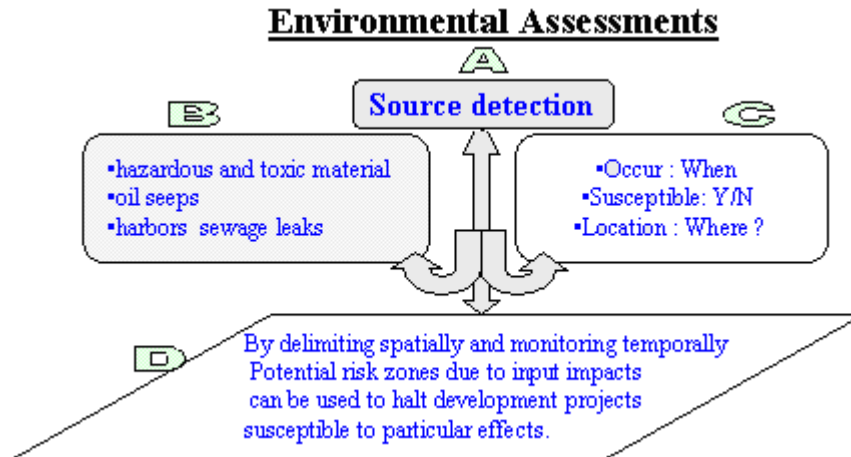 Environmental Assessments
A
Source detection
B
▪hazardous and toxic material
▪oil seeps
▪harbors sewage leaks
C
▪Occur : When
▪Susceptible: Y/N
▪Location : Where ?
D
By delimiting spatially and monitoring temporally
Potential risk zones due to input impacts
can be used to halt development projects
susceptible to particular effects.